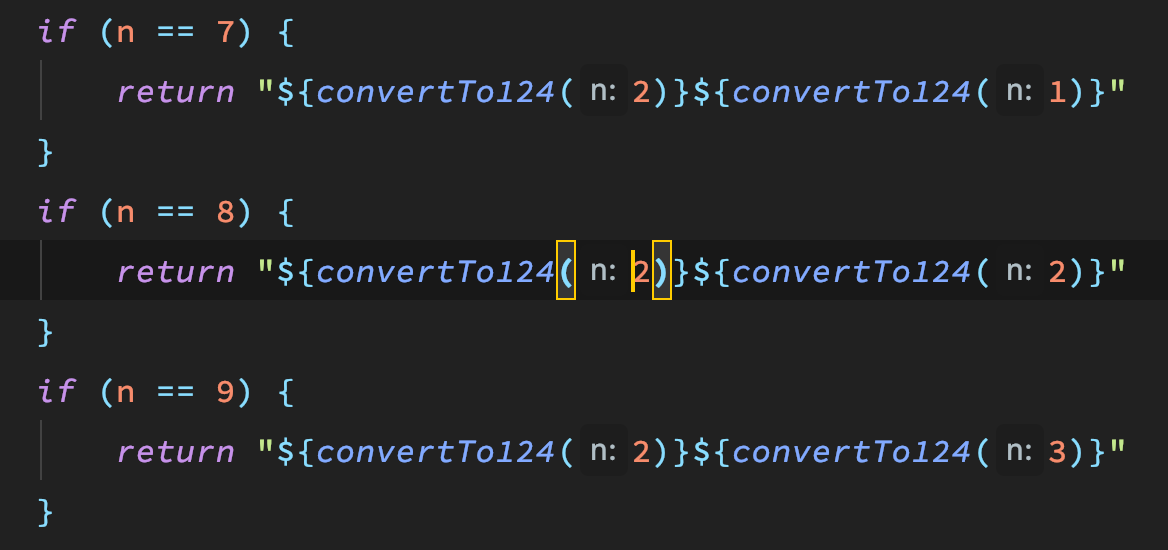 if (n == 7) {
return "${convertTo124( n: 2)}${convertTo124( n: 1)}"
}
if (n == 8) {
return "${convertTo124( n: 2)}${convertTo124( n: 2)}"
}
if (n == 9) {
return "${convertTo124( n: 2)}${convertTo124( n: 3)}"
}